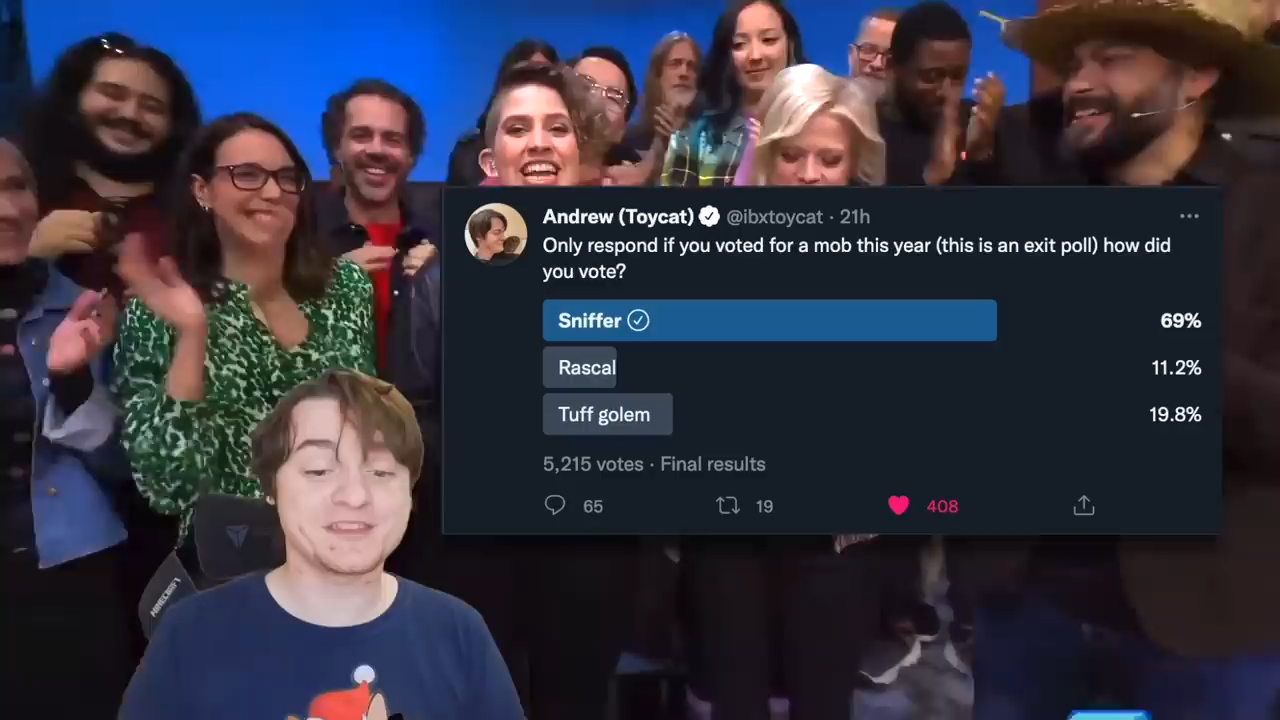 Andrew (Toycat) @ibxtoycat · 21h
Only respond if you voted for a mob this year (this is an exit poll) how did
you vote?
Sniffer 69%
Rascal 11.2%
Tuff golem 19.8%
5,215 votes · Final results
65 19 408
MINECRAFT